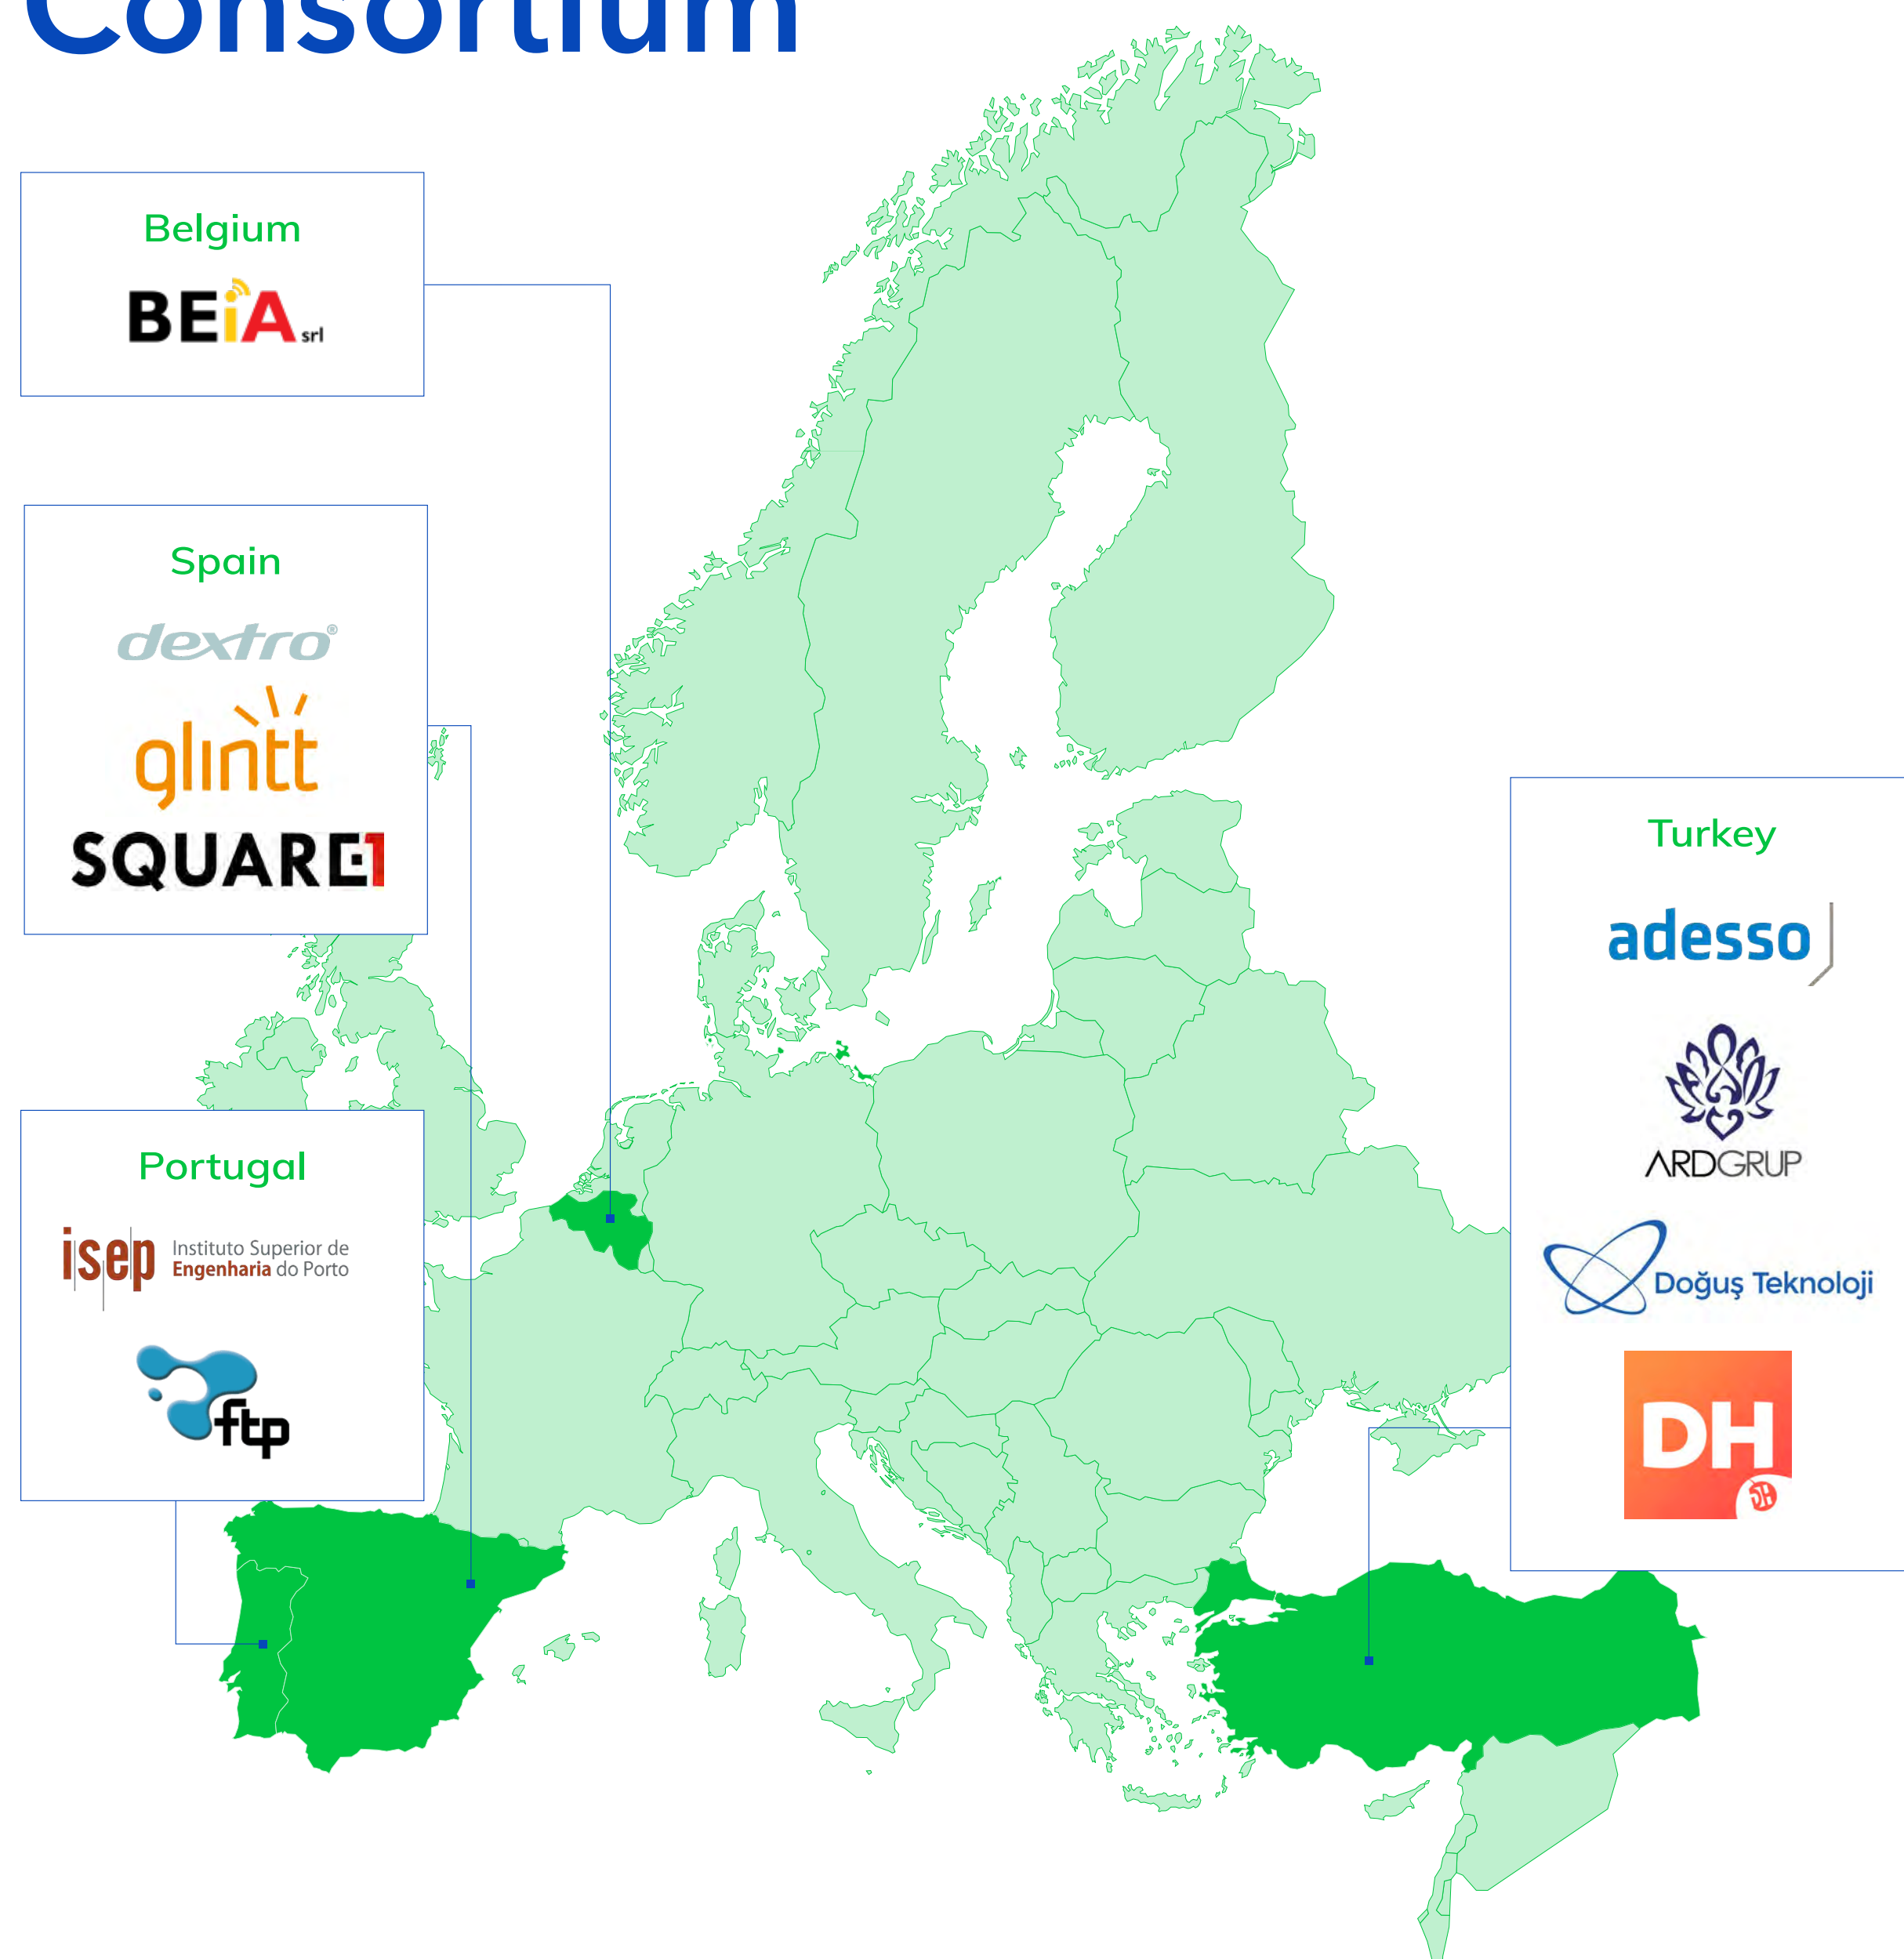 Consortium
Belgium
BEiA srl
Spain
dextro®
glintt
SQUARE1
Portugal
isep Instituto Superior de
Engenharia do Porto
ftp
Turkey
adesso
ARDGRUP
Doğuş Teknoloji
DH
DH